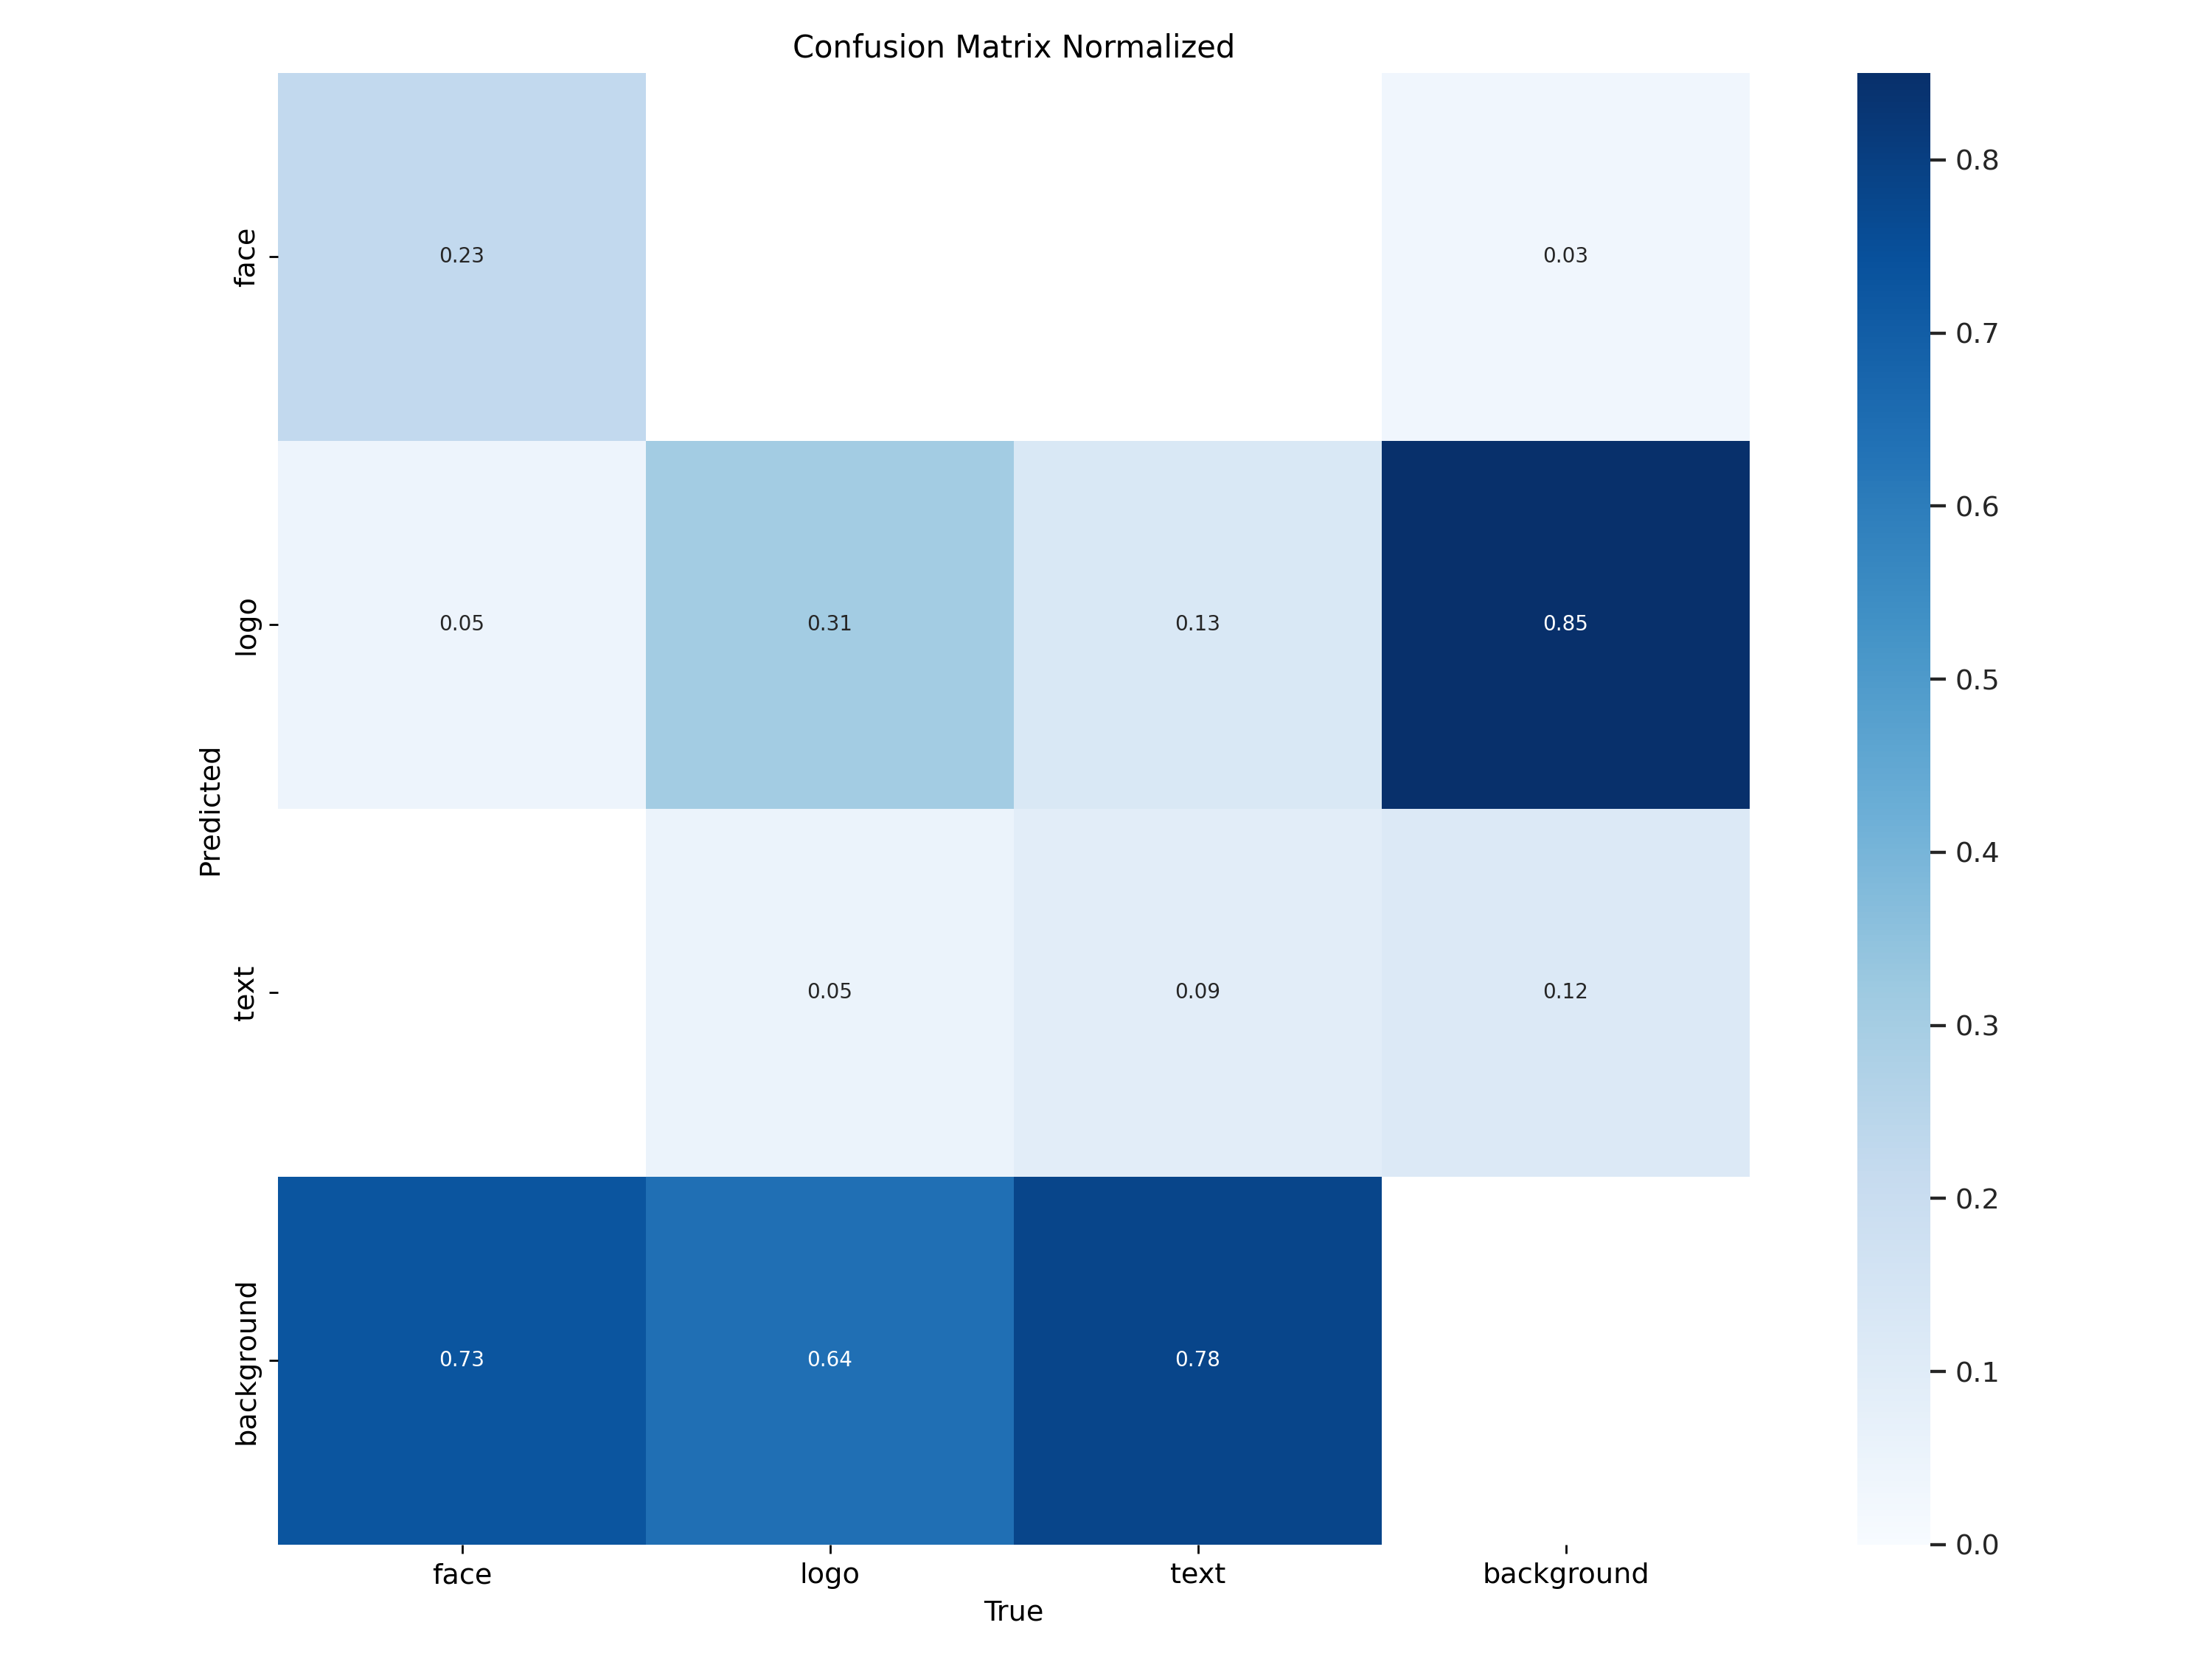 Confusion Matrix Normalized
face
0.23
0.03
0.8
0.7
0.6
0.5
0.4
0.3
0.2
0.1
0.0
logo
0.05
0.31
0.13
0.85
Predicted
text
0.05
0.09
0.12
background
0.73
0.64
0.78
face
logo
text
background
True